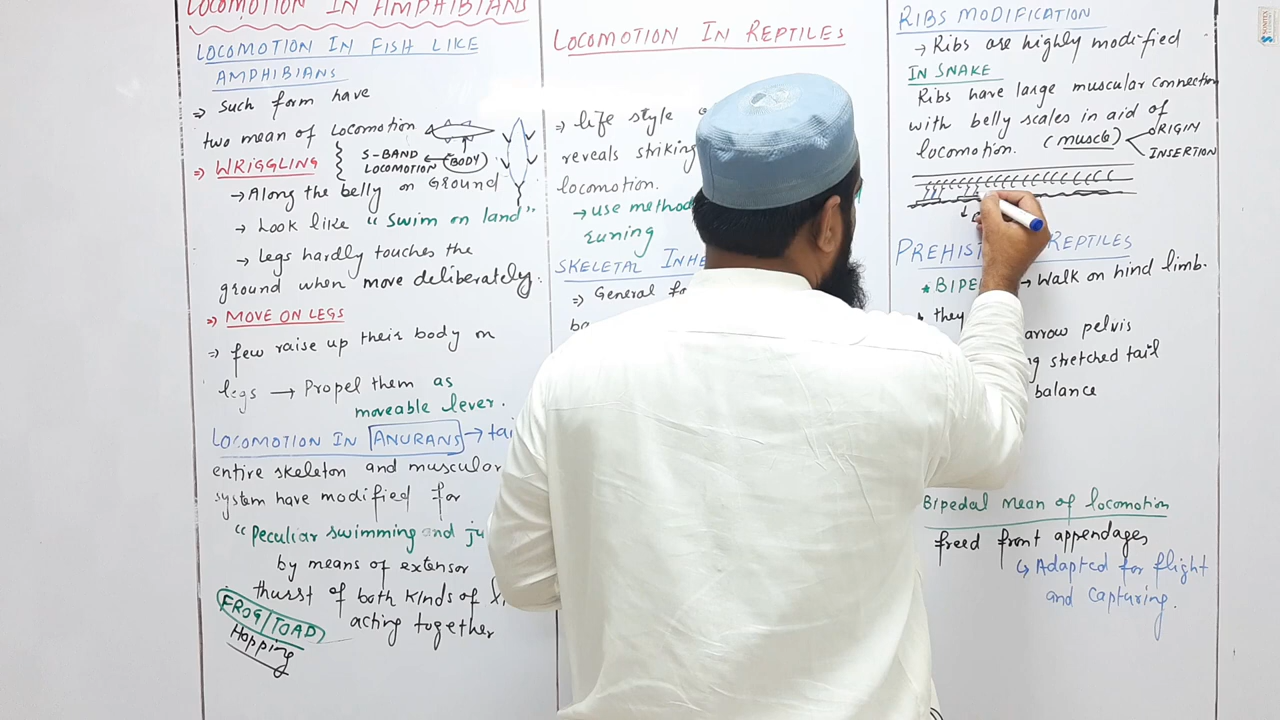 LOCOMOTION IN AMPHIBIANS
LOCOMOTION IN FISH LIKE
AMPHIBIANS
⇒ Such form have
two mean of Locomotion
S-BAND
LOCOMOTION
BODY
⇒ WRIGGLING
→ Along the belly on Ground
→ Look like "Swim on land"
→ Legs hardly touches the
ground when move deliberately.
⇒ MOVE ON LEGS
⇒ few raise up their body on
legs → Propel them as
moveable lever.
LOCOMOTION IN ANURANS →
entire skeleton and muscular
system have modified for
"Peculiar swimming and
by means of extensor
thurst of both kinds of
acting together
FROG/TOAD
Hopping
LOCOMOTION IN REPTILES
⇒ life style
reveals striking
locomotion.
→ use method
runing
SKELETAL
⇒ General
RIBS MODIFICATION
→ Ribs are highly modified
IN SNAKE
Ribs have large muscular connection
with belly scales in aid of
locomotion. (muscle)
ORIGIN
INSERTION
REPTILES
→ Walk on hind limb.
* they
pelvis
stretched tail
balance
Bipedal mean of locomotion
freed front appendages
↳ Adapted for flight
and capturing.